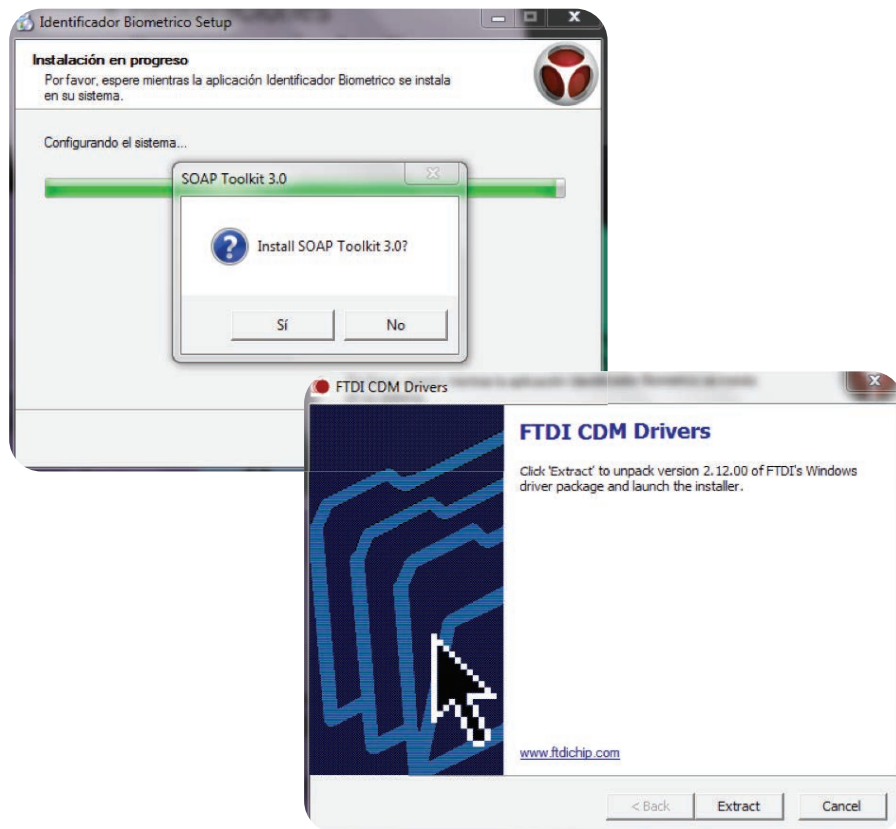 Identificador Biometrico Setup
Instalación en progreso
Por favor, espere mientras la aplicación Identificador Biometrico se instala
en su sistema.
Configurando el sistema...
SOAP Toolkit 3.0
Install SOAP Toolkit 3.0?
Sí
No
FTDI CDM Drivers
FTDI CDM Drivers
Click 'Extract' to unpack version 2.12.00 of FTDI's Windows
driver package and launch the installer.
www.ftdichip.com
< Back
Extract
Cancel